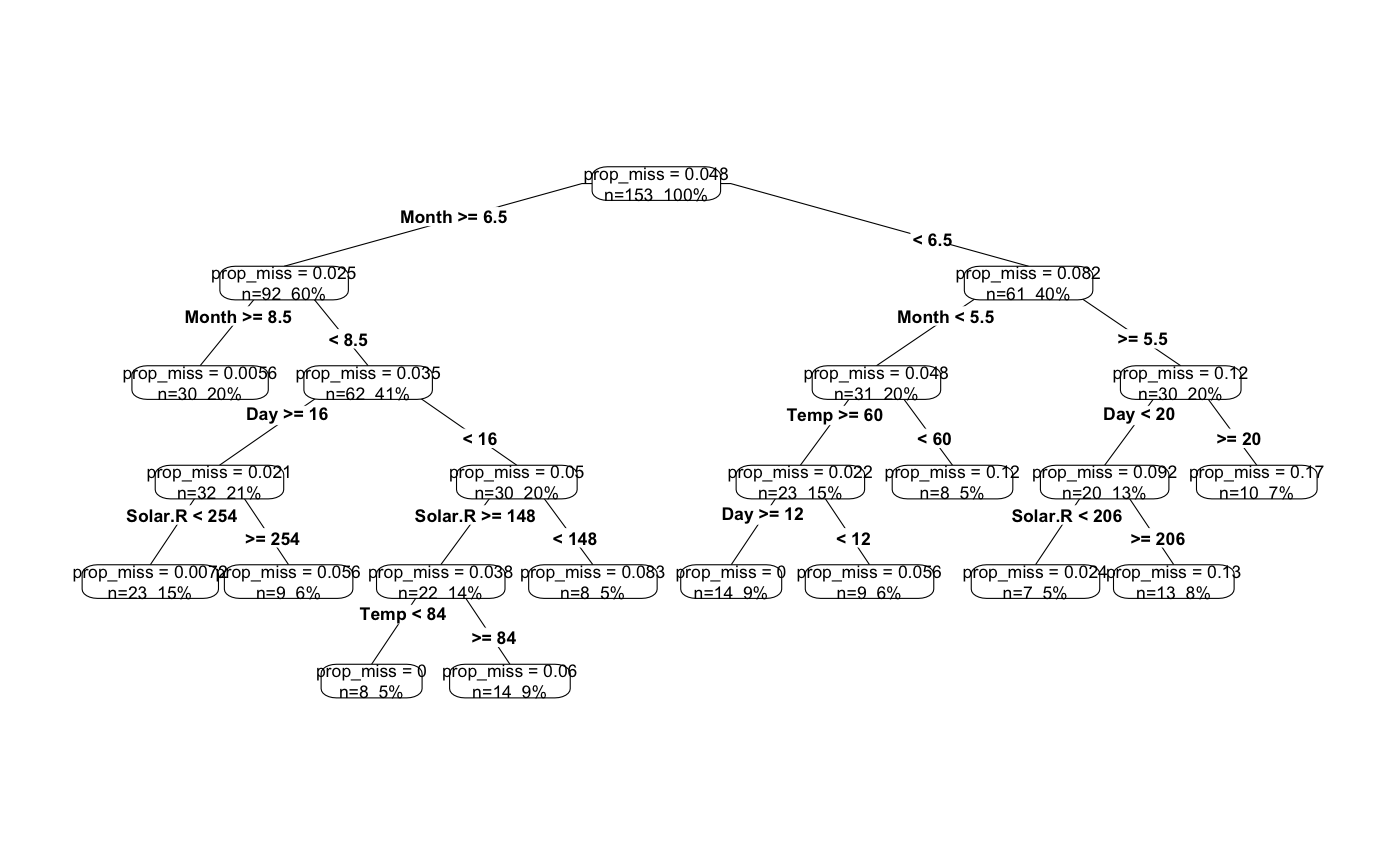 prop_miss = 0.048
n=153 100%
Month >= 6.5
< 6.5
prop_miss = 0.025
n=92 60%
prop_miss = 0.082
n=61 40%
Month >= 8.5
< 8.5
Month < 5.5
>= 5.5
prop_miss = 0.0056
n=30 20%
prop_miss = 0.035
n=62 41%
prop_miss = 0.048
n=31 20%
prop_miss = 0.12
n=30 20%
Day >= 16
< 16
Temp >= 60
< 60
Day < 20
>= 20
prop_miss = 0.021
n=32 21%
prop_miss = 0.05
n=30 20%
prop_miss = 0.022
n=23 15%
prop_miss = 0.12
n=8 5%
prop_miss = 0.092
n=20 13%
prop_miss = 0.17
n=10 7%
Solar.R < 254
>= 254
Solar.R >= 148
< 148
Day >= 12
< 12
Solar.R < 206
>= 206
prop_miss = 0.0072
n=23 15%
prop_miss = 0.056
n=9 6%
prop_miss = 0.038
n=22 14%
prop_miss = 0.083
n=8 5%
prop_miss = 0
n=14 9%
prop_miss = 0.056
n=9 6%
prop_miss = 0.024
n=7 5%
prop_miss = 0.13
n=13 8%
Temp < 84
>= 84
prop_miss = 0
n=8 5%
prop_miss = 0.06
n=14 9%